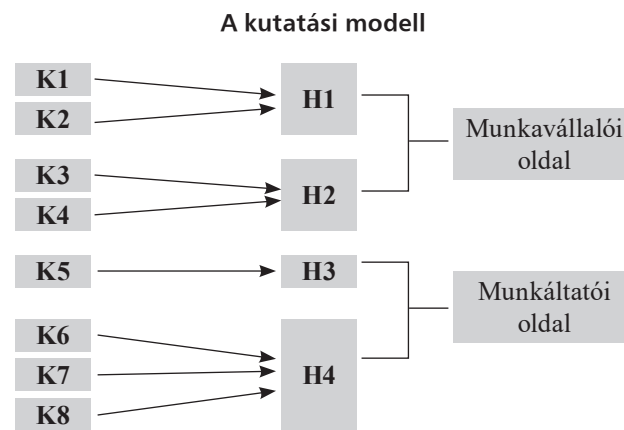 A kutatási modell
K1
K2
H1
Munkavállalói
oldal
K3
K4
H2
K5
H3
Munkáltatói
oldal
K6
K7
K8
H4